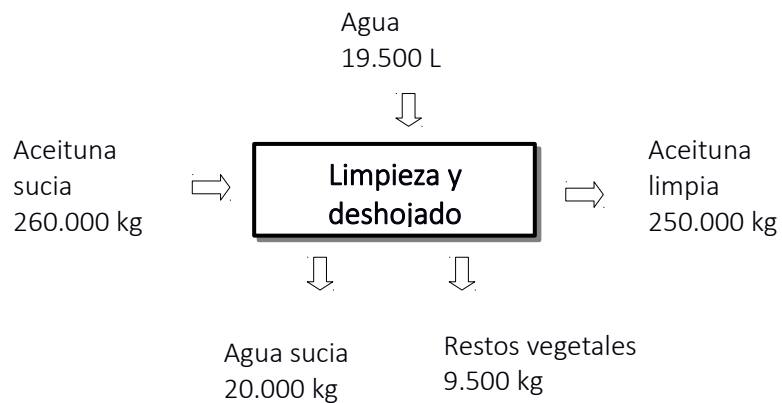 Agua
19.500 L
Aceituna
sucia
260.000 kg
Limpieza y
deshojado
Aceituna
limpia
250.000 kg
Agua sucia
20.000 kg
Restos vegetales
9.500 kg